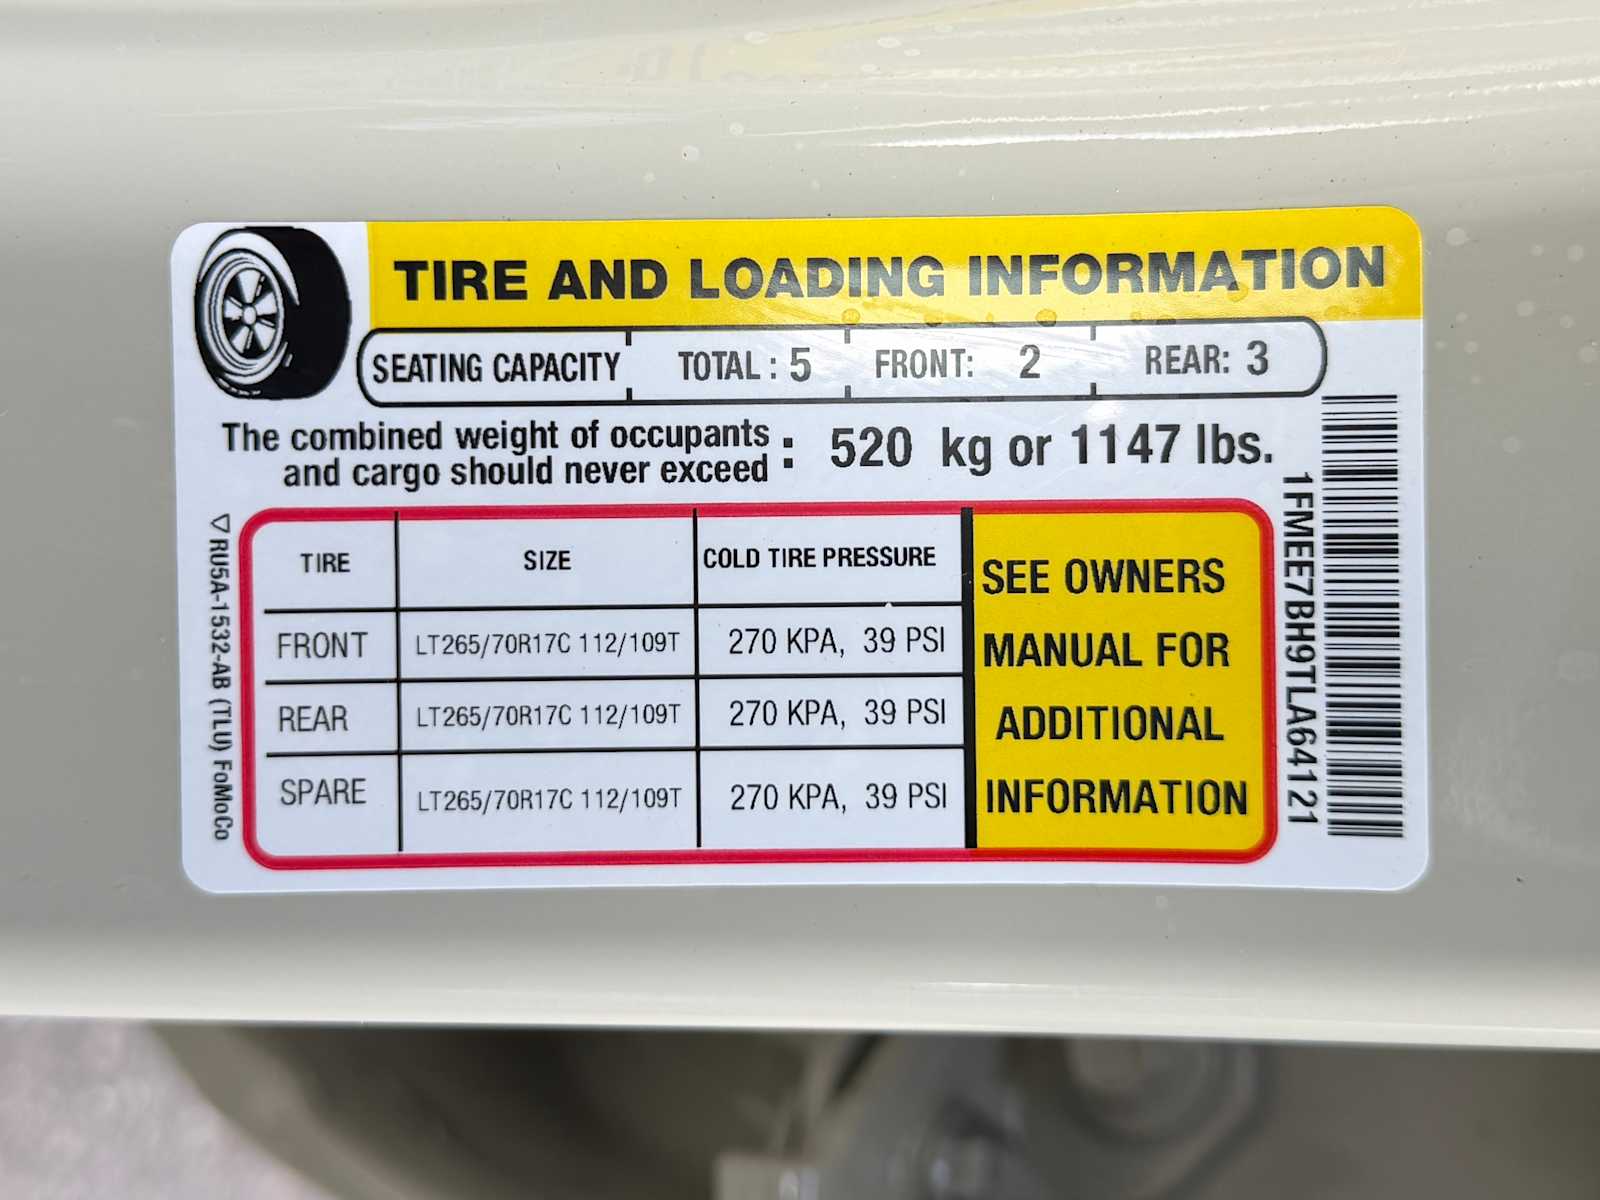 TIRE AND LOADING INFORMATION
SEATING CAPACITY TOTAL : 5 FRONT: 2 REAR: 3
The combined weight of occupants
and cargo should never exceed : 520 kg or 1147 lbs.
TIRE SIZE COLD TIRE PRESSURE
FRONT LT265/70R17C 112/109T 270 KPA, 39 PSI
REAR LT265/70R17C 112/109T 270 KPA, 39 PSI
SPARE LT265/70R17C 112/109T 270 KPA, 39 PSI
SEE OWNERS
MANUAL FOR
ADDITIONAL
INFORMATION
RU5A-1532-AB (TLU) FoMoCo
1FMEE7BH9TLA64121